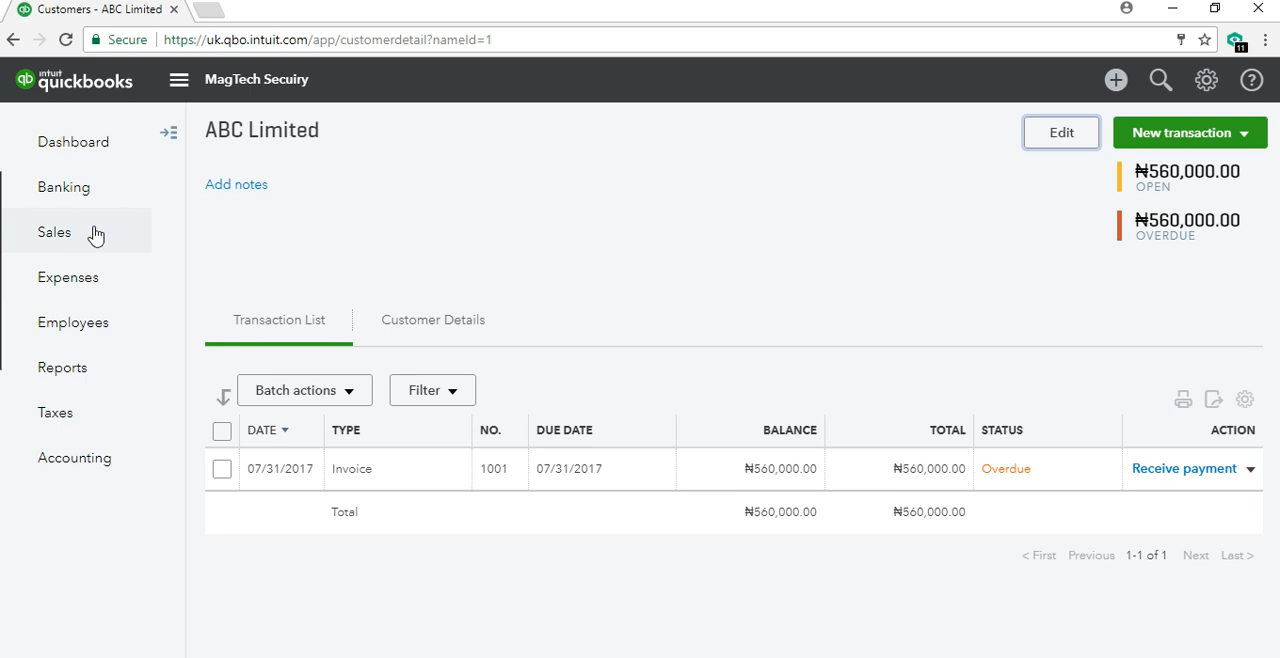 Customers - ABC Limited
Secure https://uk.qbo.intuit.com/app/customerdetail?nameId=1
11
qb intuit quickbooks MagTech Secuiry
Dashboard
Banking
Sales
Expenses
Employees
Reports
Taxes
Accounting
ABC Limited
Edit New transaction
Add notes
₦560,000.00
OPEN
₦560,000.00
OVERDUE
Transaction List Customer Details
Batch actions Filter
DATE TYPE NO. DUE DATE BALANCE TOTAL STATUS ACTION
07/31/2017 Invoice 1001 07/31/2017 ₦560,000.00 ₦560,000.00 Overdue Receive payment
Total ₦560,000.00 ₦560,000.00
< First Previous 1-1 of 1 Next Last >